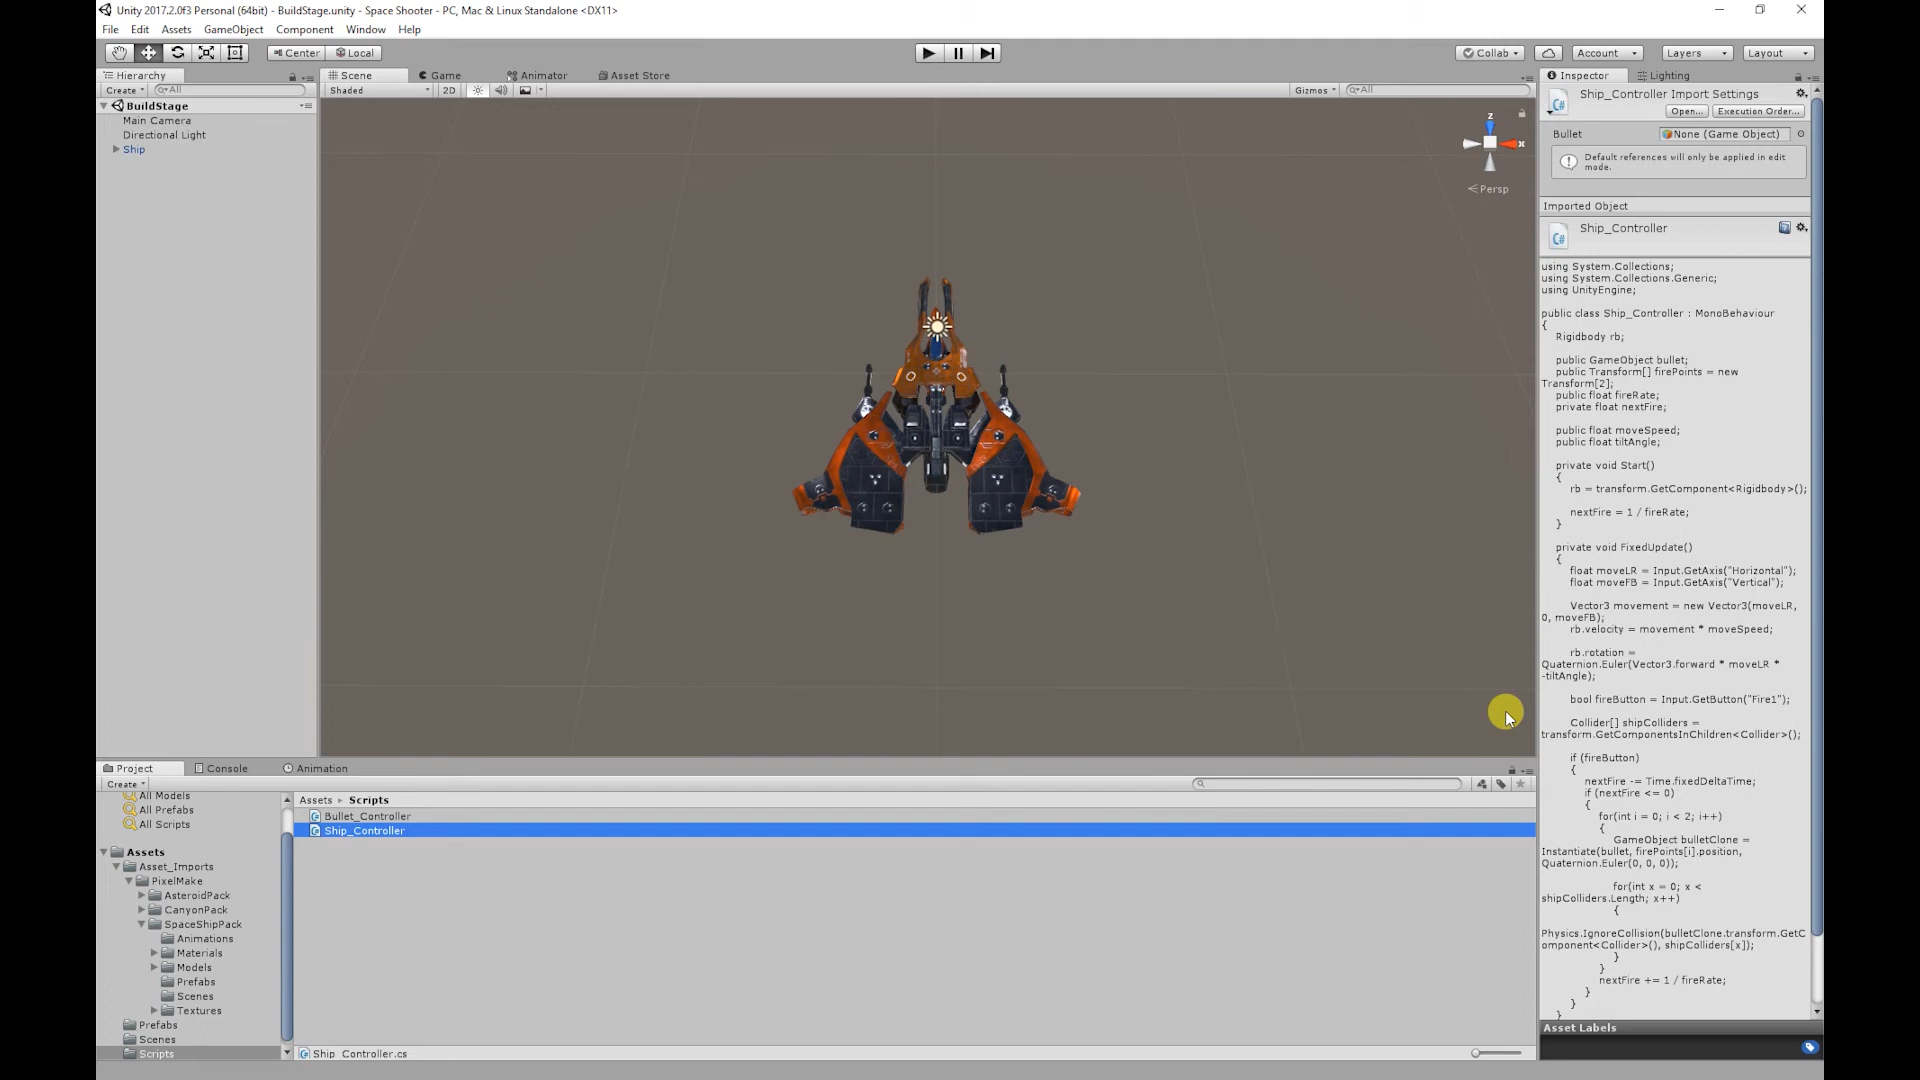 Unity 2017.2.0f3 Personal (64bit) - BuildStage.unity - Space Shooter - PC, Mac & Linux Standalone <DX11>
File Edit Assets GameObject Component Window Help
Center Local
Collab Account Layers Layout
Hierarchy
Create All
BuildStage
Main Camera
Directional Light
Ship
Scene Game Animator Asset Store
Shaded 2D Gizmos All
z
x
Persp
Inspector Lighting
Ship_Controller Import Settings
Open... Execution Order...
Bullet None (Game Object)
Default references will only be applied in edit
mode.
Imported Object
Ship_Controller
using System.Collections;
using System.Collections.Generic;
using UnityEngine;
public class Ship_Controller : MonoBehaviour
{
Rigidbody rb;
public GameObject bullet;
public Transform[] firePoints = new
Transform[2];
public float fireRate;
private float nextFire;
public float moveSpeed;
public float tiltAngle;
private void Start()
{
rb = transform.GetComponent<Rigidbody>();
nextFire = 1 / fireRate;
}
private void FixedUpdate()
{
float moveLR = Input.GetAxis("Horizontal");
float moveFB = Input.GetAxis("Vertical");
Vector3 movement = new Vector3(moveLR,
0, moveFB);
rb.velocity = movement * moveSpeed;
rb.rotation =
Quaternion.Euler(Vector3.forward * moveLR *
-tiltAngle);
bool fireButton = Input.GetButton("Fire1");
Collider[] shipColliders =
transform.GetComponentsInChildren<Collider>();
if (fireButton)
{
nextFire -= Time.fixedDeltaTime;
if (nextFire <= 0)
{
for(int i = 0; i < 2; i++)
{
GameObject bulletClone =
Instantiate(bullet, firePoints[i].position,
Quaternion.Euler(0, 0, 0));
for(int x = 0; x <
shipColliders.Length; x++)
{
Physics.IgnoreCollision(bulletClone.transform.GetC
omponent<Collider>(), shipColliders[x]);
}
}
nextFire += 1 / fireRate;
}
}
}
Asset Labels
Project Console Animation
Create
All Models
All Prefabs
All Scripts
Assets
Asset_Imports
PixelMake
AsteroidPack
CanyonPack
SpaceShipPack
Animations
Materials
Models
Prefabs
Scenes
Textures
Prefabs
Scenes
Scripts
Assets Scripts
Bullet_Controller
Ship_Controller
Ship_Controller.cs